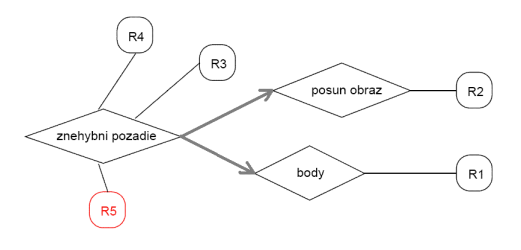 R4
R3
posun obraz
R2
znehybni pozadie
body
R1
R5